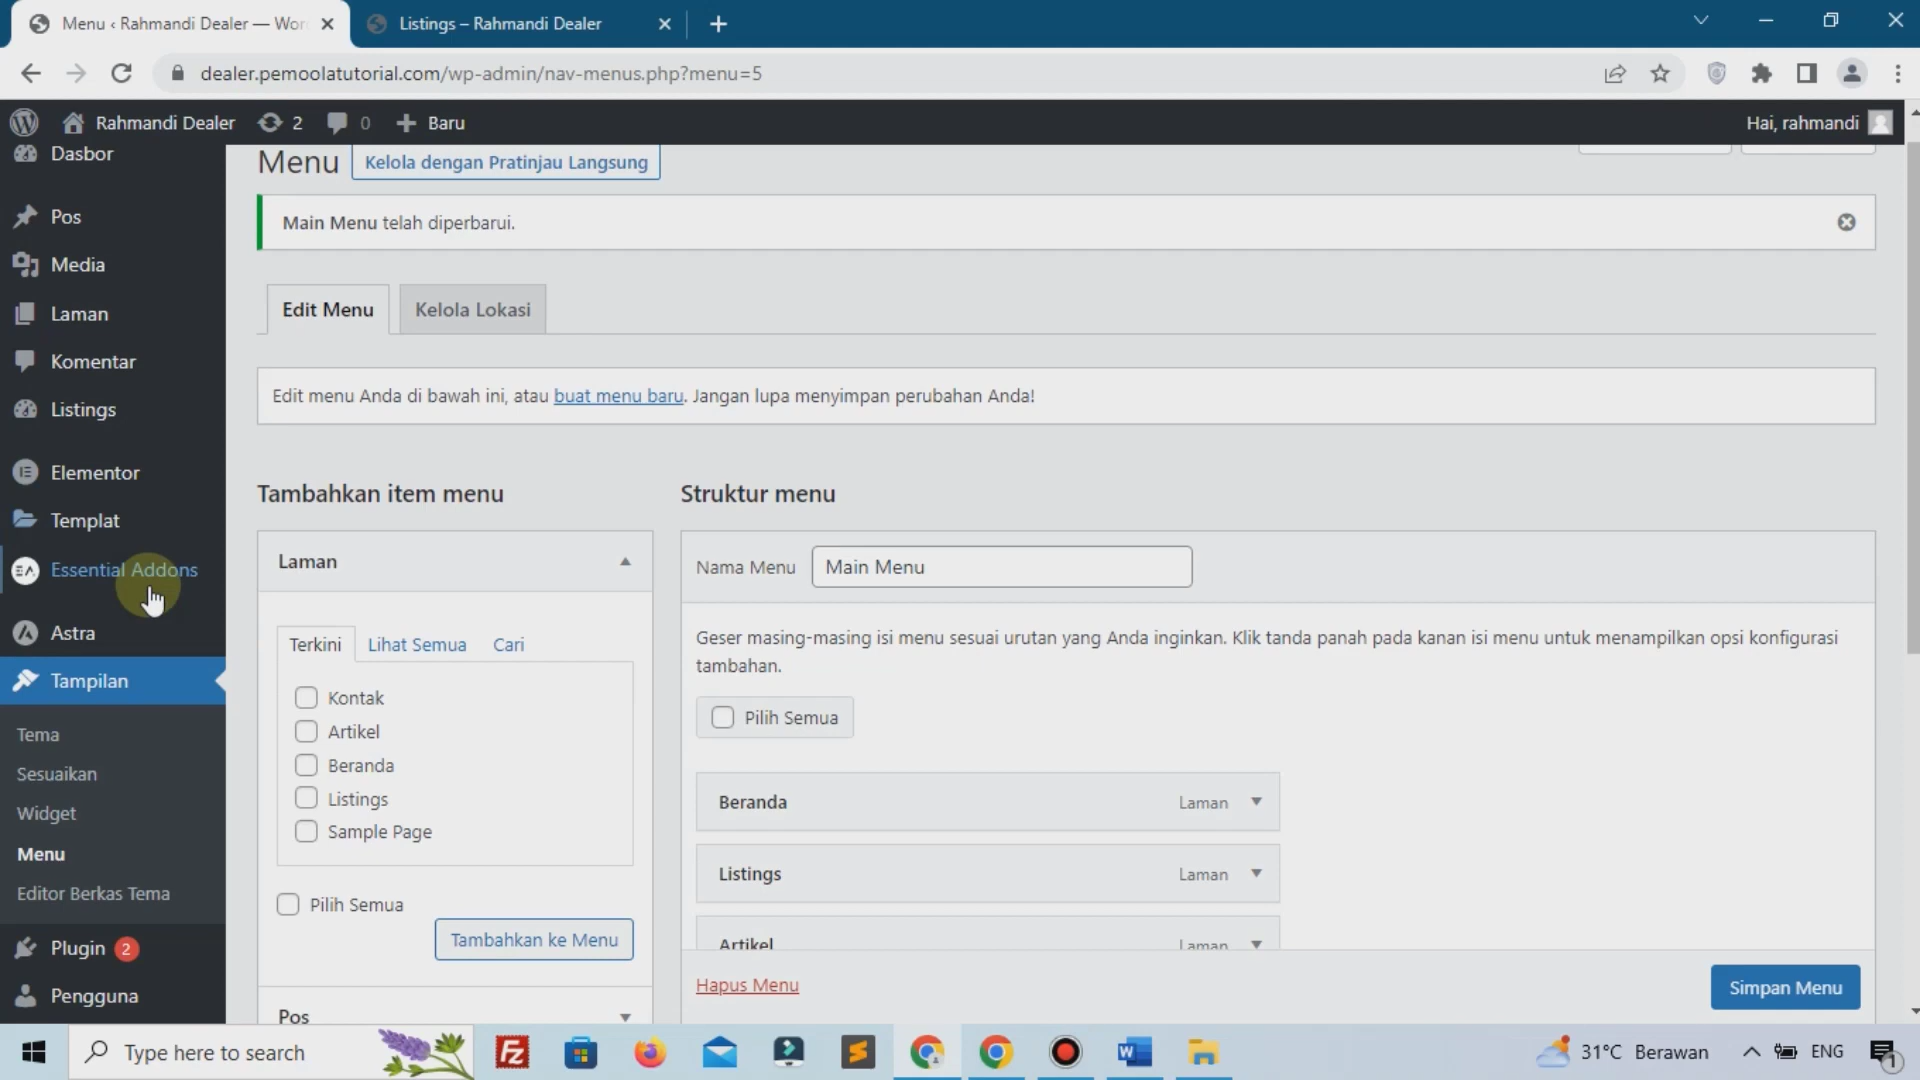 Menu ‹ Rahmandi Dealer — Wor
Listings – Rahmandi Dealer
dealer.pemoolatutorial.com/wp-admin/nav-menus.php?menu=5
Rahmandi Dealer
2
0
Baru
Hai, rahmandi
Dasbor
Pos
Media
Laman
Komentar
Listings
Elementor
Templat
Essential Addons
Astra
Tampilan
Tema
Sesuaikan
Widget
Menu
Editor Berkas Tema
Plugin 2
Pengguna
Menu
Kelola dengan Pratinjau Langsung
Main Menu telah diperbarui.
Edit Menu
Kelola Lokasi
Edit menu Anda di bawah ini, atau buat menu baru. Jangan lupa menyimpan perubahan Anda!
Tambahkan item menu
Laman
Terkini
Lihat Semua
Cari
Kontak
Artikel
Beranda
Listings
Sample Page
Pilih Semua
Tambahkan ke Menu
Pos
Struktur menu
Nama Menu
Main Menu
Geser masing-masing isi menu sesuai urutan yang Anda inginkan. Klik tanda panah pada kanan isi menu untuk menampilkan opsi konfigurasi
tambahan.
Pilih Semua
Beranda Laman
Listings Laman
Artikel Laman
Hapus Menu
Simpan Menu
Type here to search
31°C Berawan
ENG
1